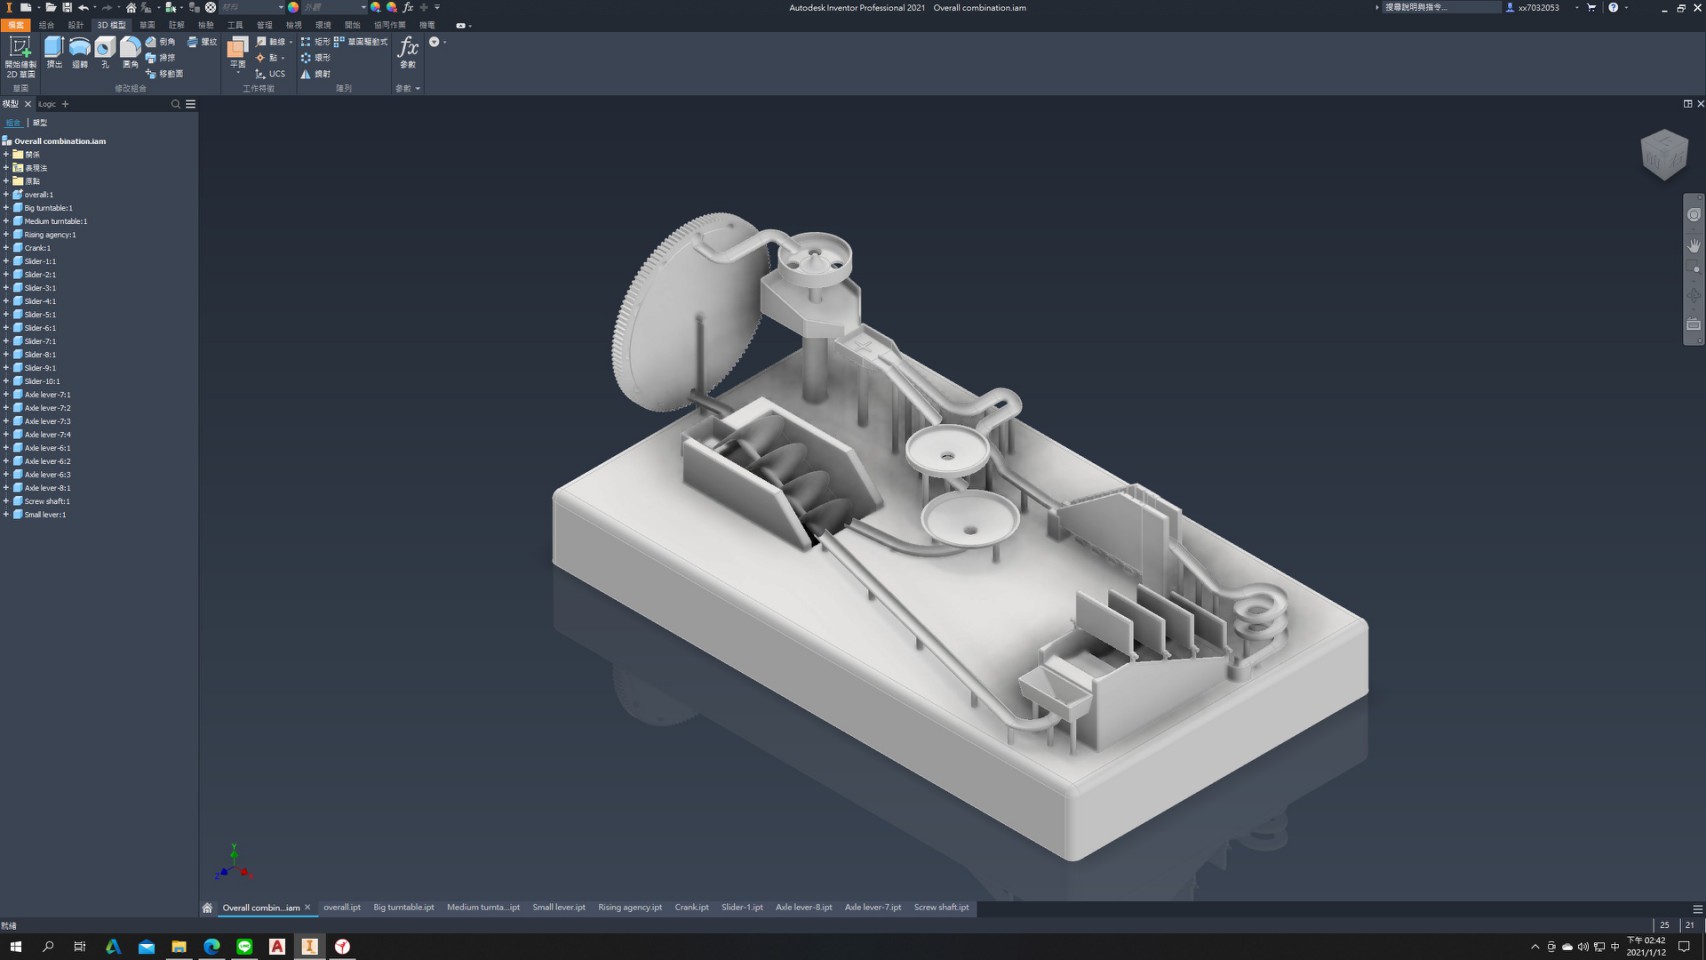 Autodesk Inventor Professional 2021 Overall combination.iam
搜尋說明與指令...
xx7032053
材料
外觀
檔案 組合 設計 3D 模型 草圖 註解 檢驗 工具 管理 檢視 環境 開始 協同作業 機電
開始繪製
2D 草圖
擠出
迴轉
孔
圓角
倒角
螺紋
掃掠
移動面
平面
軸線
點
UCS
矩形
草圖驅動式
環形
鏡射
fx
參數
草圖
修改組合
工作特徵
陣列
參數
模型
iLogic
組合 | 模型
Overall combination.iam
關係
表現法
原點
overall:1
Big turntable:1
Medium turntable:1
Rising agency:1
Crank:1
Slider-1:1
Slider-2:1
Slider-3:1
Slider-4:1
Slider-5:1
Slider-6:1
Slider-7:1
Slider-8:1
Slider-9:1
Slider-10:1
Axle lever-7:1
Axle lever-7:2
Axle lever-7:3
Axle lever-7:4
Axle lever-6:1
Axle lever-6:2
Axle lever-6:3
Axle lever-8:1
Screw shaft:1
Small lever:1
Y
Z
X
Overall combin...iam overall.ipt Big turntable.ipt Medium turnta...ipt Small lever.ipt Rising agency.ipt Crank.ipt Slider-1.ipt Axle lever-8.ipt Axle lever-7.ipt Screw shaft.ipt
就緒
25 21
中
下午 02:42
2021/1/12